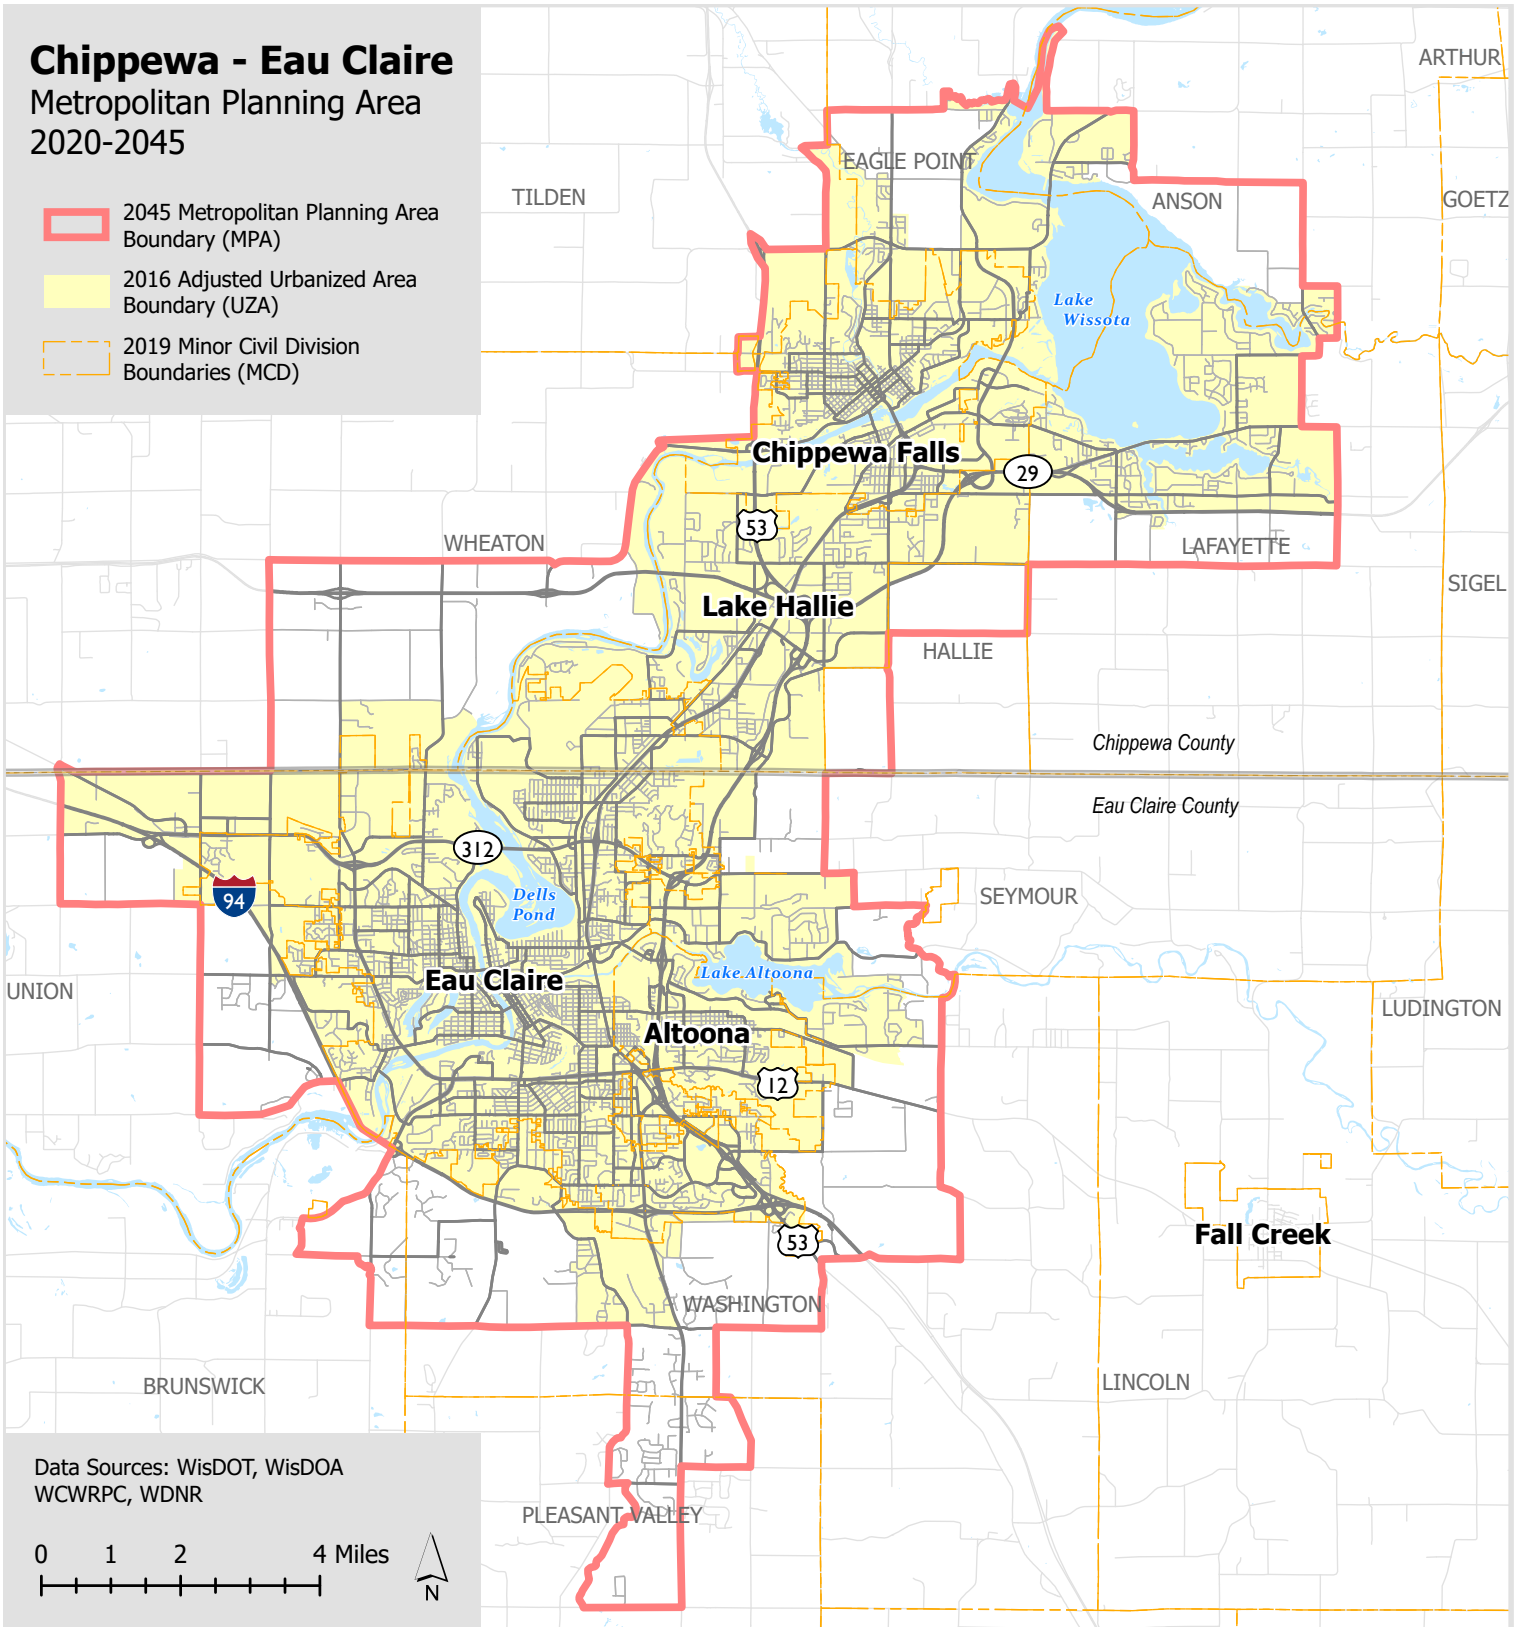 Chippewa - Eau Claire
Metropolitan Planning Area
2020-2045
2045 Metropolitan Planning Area
Boundary (MPA)
2016 Adjusted Urbanized Area
Boundary (UZA)
2019 Minor Civil Division
Boundaries (MCD)
ARTHUR
EAGLE POINT
TILDEN
ANSON
GOETZ
Lake
Wissota
Chippewa Falls
29
53
WHEATON
LAFAYETTE
SIGEL
Lake Hallie
HALLIE
Chippewa County
Eau Claire County
312
94
Dells
Pond
SEYMOUR
Lake Altoona
Eau Claire
UNION
LUDINGTON
Altoona
12
53
Fall Creek
WASHINGTON
BRUNSWICK
LINCOLN
PLEASANT VALLEY
Data Sources: WisDOT, WisDOA
WCWRPC, WDNR
0 1 2 4 Miles
N